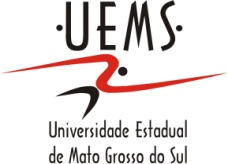 ·UEMS·
Universidade Estadual
de Mato Grosso do Sul